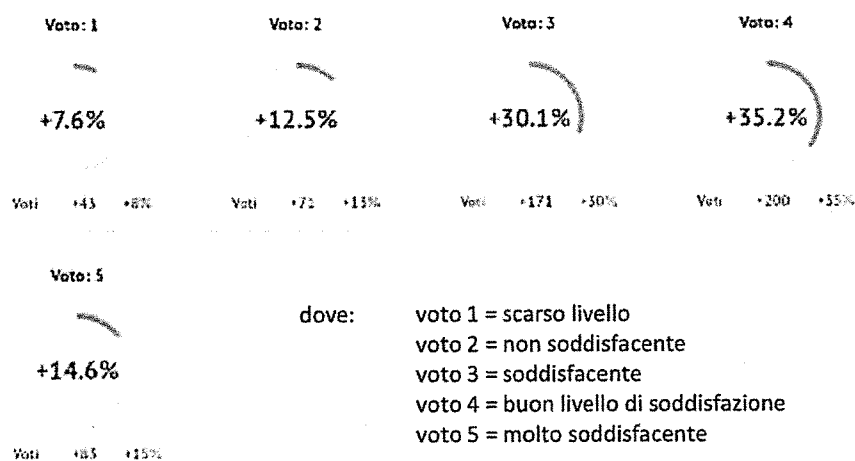 Voto: 1 Voto: 2 Voto: 3 Voto: 4
+7.6% +12.5% +30.1% +35.2%
Voti +43 +8% Voti +71 +13% Voti +171 +30% Voti +200 +35%
Voto: 5
+14.6%
Voti +83 +15%
dove: voto 1 = scarso livello
voto 2 = non soddisfacente
voto 3 = soddisfacente
voto 4 = buon livello di soddisfazione
voto 5 = molto soddisfacente